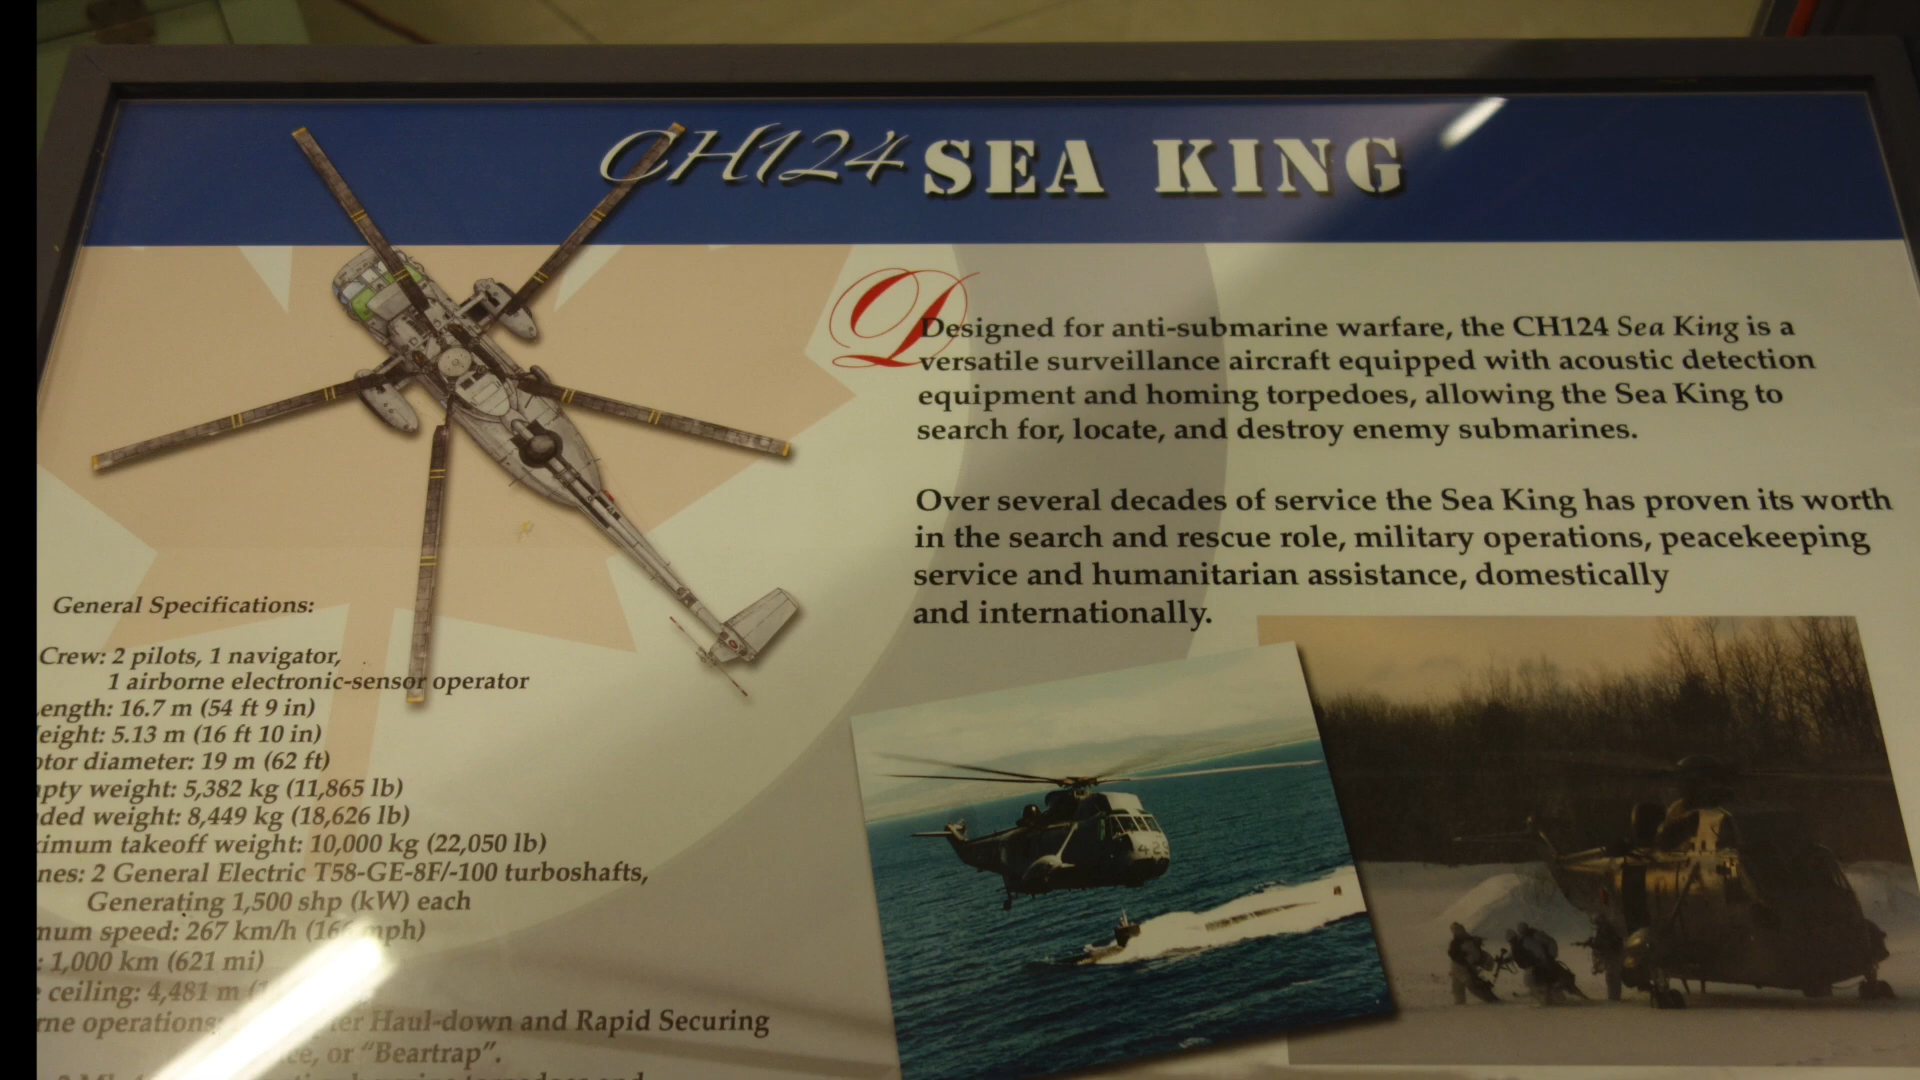 CH124 SEA KING
Designed for anti-submarine warfare, the CH124 Sea King is a
versatile surveillance aircraft equipped with acoustic detection
equipment and homing torpedoes, allowing the Sea King to
search for, locate, and destroy enemy submarines.
Over several decades of service the Sea King has proven its worth
in the search and rescue role, military operations, peacekeeping
service and humanitarian assistance, domestically
and internationally.
General Specifications:
Crew: 2 pilots, 1 navigator,
1 airborne electronic-sensor operator
ength: 16.7 m (54 ft 9 in)
eight: 5.13 m (16 ft 10 in)
otor diameter: 19 m (62 ft)
pty weight: 5,382 kg (11,865 lb)
ded weight: 8,449 kg (18,626 lb)
imum takeoff weight: 10,000 kg (22,050 lb)
nes: 2 General Electric T58-GE-8F/-100 turboshafts,
Generating 1,500 shp (kW) each
mum speed: 267 km/h (166 mph)
: 1,000 km (621 mi)
ceiling: 4,481 m
rne operations Haul-down and Rapid Securing
or "Beartrap".